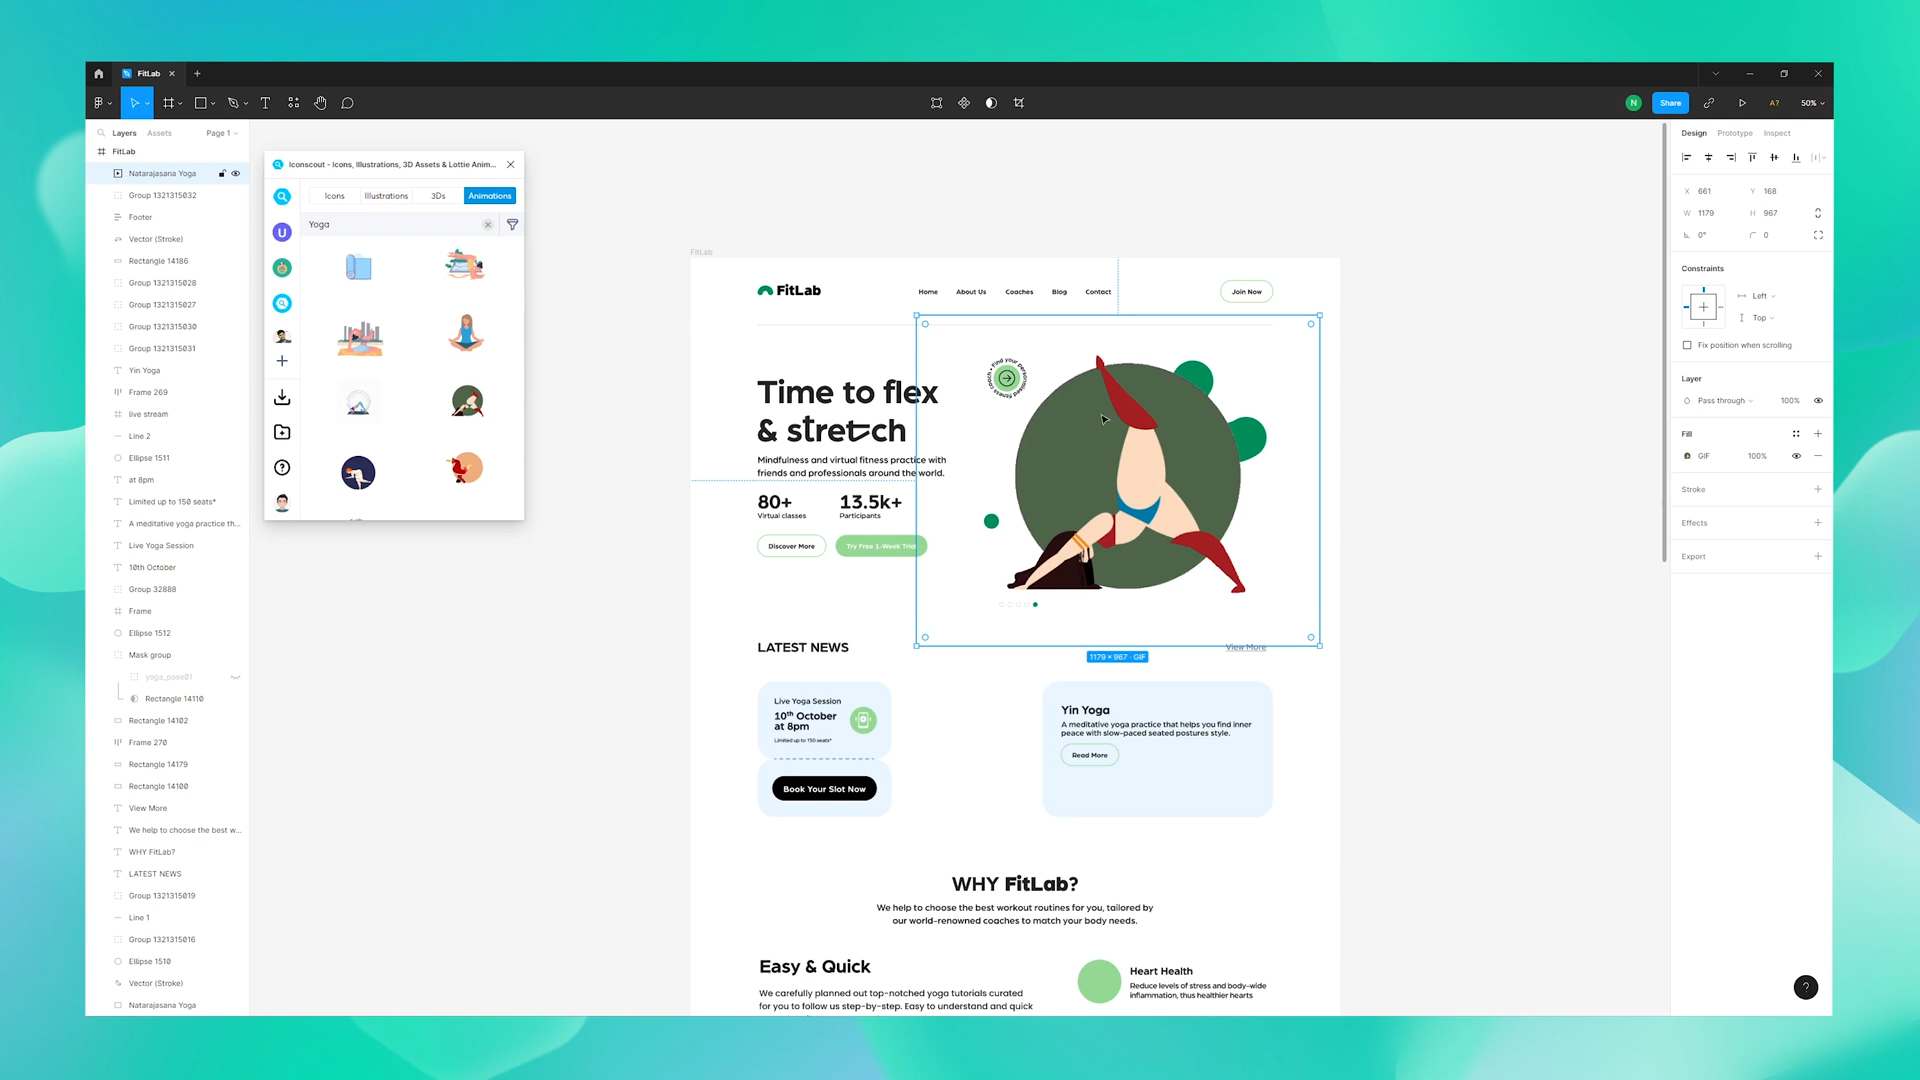 FitLab
N
Share
A?
50%
Layers
Assets
Page 1
FitLab
Natarajasana Yoga
Group 1321315032
Footer
Vector (Stroke)
Rectangle 14186
Group 1321315028
Group 1321315027
Group 1321315030
Group 1321315031
Yin Yoga
Frame 269
live stream
Line 2
Ellipse 1511
at 8pm
Limited up to 150 seats*
A meditative yoga practice th...
Live Yoga Session
10th October
Group 32888
Frame
Ellipse 1512
Mask group
yoga_pose01
Rectangle 14110
Rectangle 14102
Frame 270
Rectangle 14179
Rectangle 14100
View More
We help to choose the best w...
WHY FitLab?
LATEST NEWS
Group 1321315019
Line 1
Group 1321315016
Ellipse 1510
Vector (Stroke)
Natarajasana Yoga
Iconscout - Icons, Illustrations, 3D Assets & Lottie Anim...
Icons
Illustrations
3Ds
Animations
U
Yoga
FitLab
FitLab
Home
About Us
Coaches
Blog
Contact
Join Now
Time to flex
& stretch
Find your personalised fitness coach •
Mindfulness and virtual fitness practice with
friends and professionals around the world.
80+
Virtual classes
13.5k+
Participants
Discover More
Try Free 1-Week Trial
1179 × 967 · GIF
LATEST NEWS
View More
Live Yoga Session
10th October
at 8pm
Limited up to 150 seats*
Book Your Slot Now
Yin Yoga
A meditative yoga practice that helps you find inner
peace with slow-paced seated postures style.
Read More
WHY FitLab?
We help to choose the best workout routines for you, tailored by
our world-renowned coaches to match your body needs.
Easy & Quick
We carefully planned out top-notched yoga tutorials curated
for you to follow us step-by-step. Easy to understand and quick
Heart Health
Reduce levels of stress and body-wide
inflammation, thus healthier hearts
Design
Prototype
Inspect
X 661
Y 168
W 1179
H 967
0°
0
Constraints
Left
Top
Fix position when scrolling
Layer
Pass through
100%
Fill
GIF
100%
Stroke
Effects
Export
?